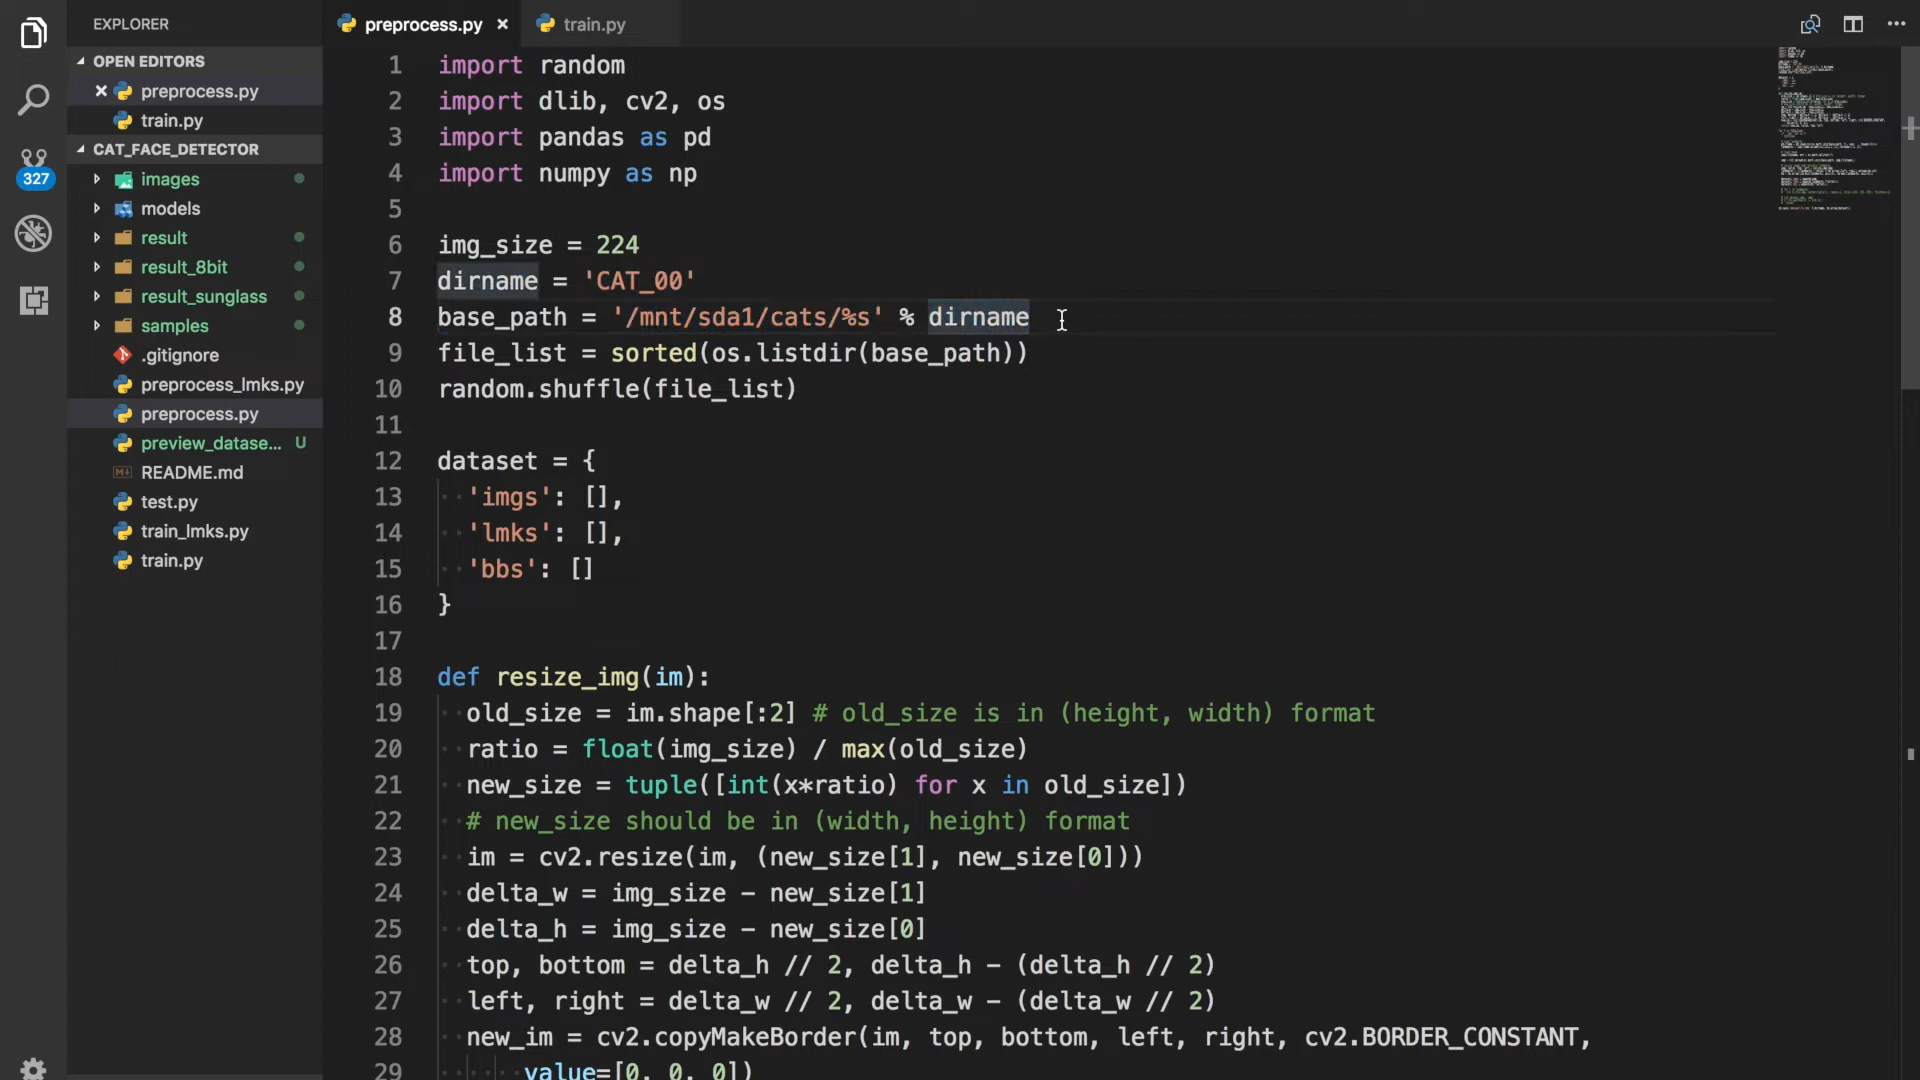 EXPLORER
OPEN EDITORS
preprocess.py
train.py
CAT_FACE_DETECTOR
images
models
result
result_8bit
result_sunglass
samples
.gitignore
preprocess_lmks.py
preprocess.py
preview_datase... U
README.md
test.py
train_lmks.py
train.py
327
preprocess.py
train.py
1 import random
2 import dlib, cv2, os
3 import pandas as pd
4 import numpy as np
5
6 img_size = 224
7 dirname = 'CAT_00'
8 base_path = '/mnt/sda1/cats/%s' % dirname
9 file_list = sorted(os.listdir(base_path))
10 random.shuffle(file_list)
11
12 dataset = {
13 'imgs': [],
14 'lmks': [],
15 'bbs': []
16 }
17
18 def resize_img(im):
19 old_size = im.shape[:2] # old_size is in (height, width) format
20 ratio = float(img_size) / max(old_size)
21 new_size = tuple([int(x*ratio) for x in old_size])
22 # new_size should be in (width, height) format
23 im = cv2.resize(im, (new_size[1], new_size[0]))
24 delta_w = img_size - new_size[1]
25 delta_h = img_size - new_size[0]
26 top, bottom = delta_h // 2, delta_h - (delta_h // 2)
27 left, right = delta_w // 2, delta_w - (delta_w // 2)
28 new_im = cv2.copyMakeBorder(im, top, bottom, left, right, cv2.BORDER_CONSTANT,
29 value=[0, 0, 0])